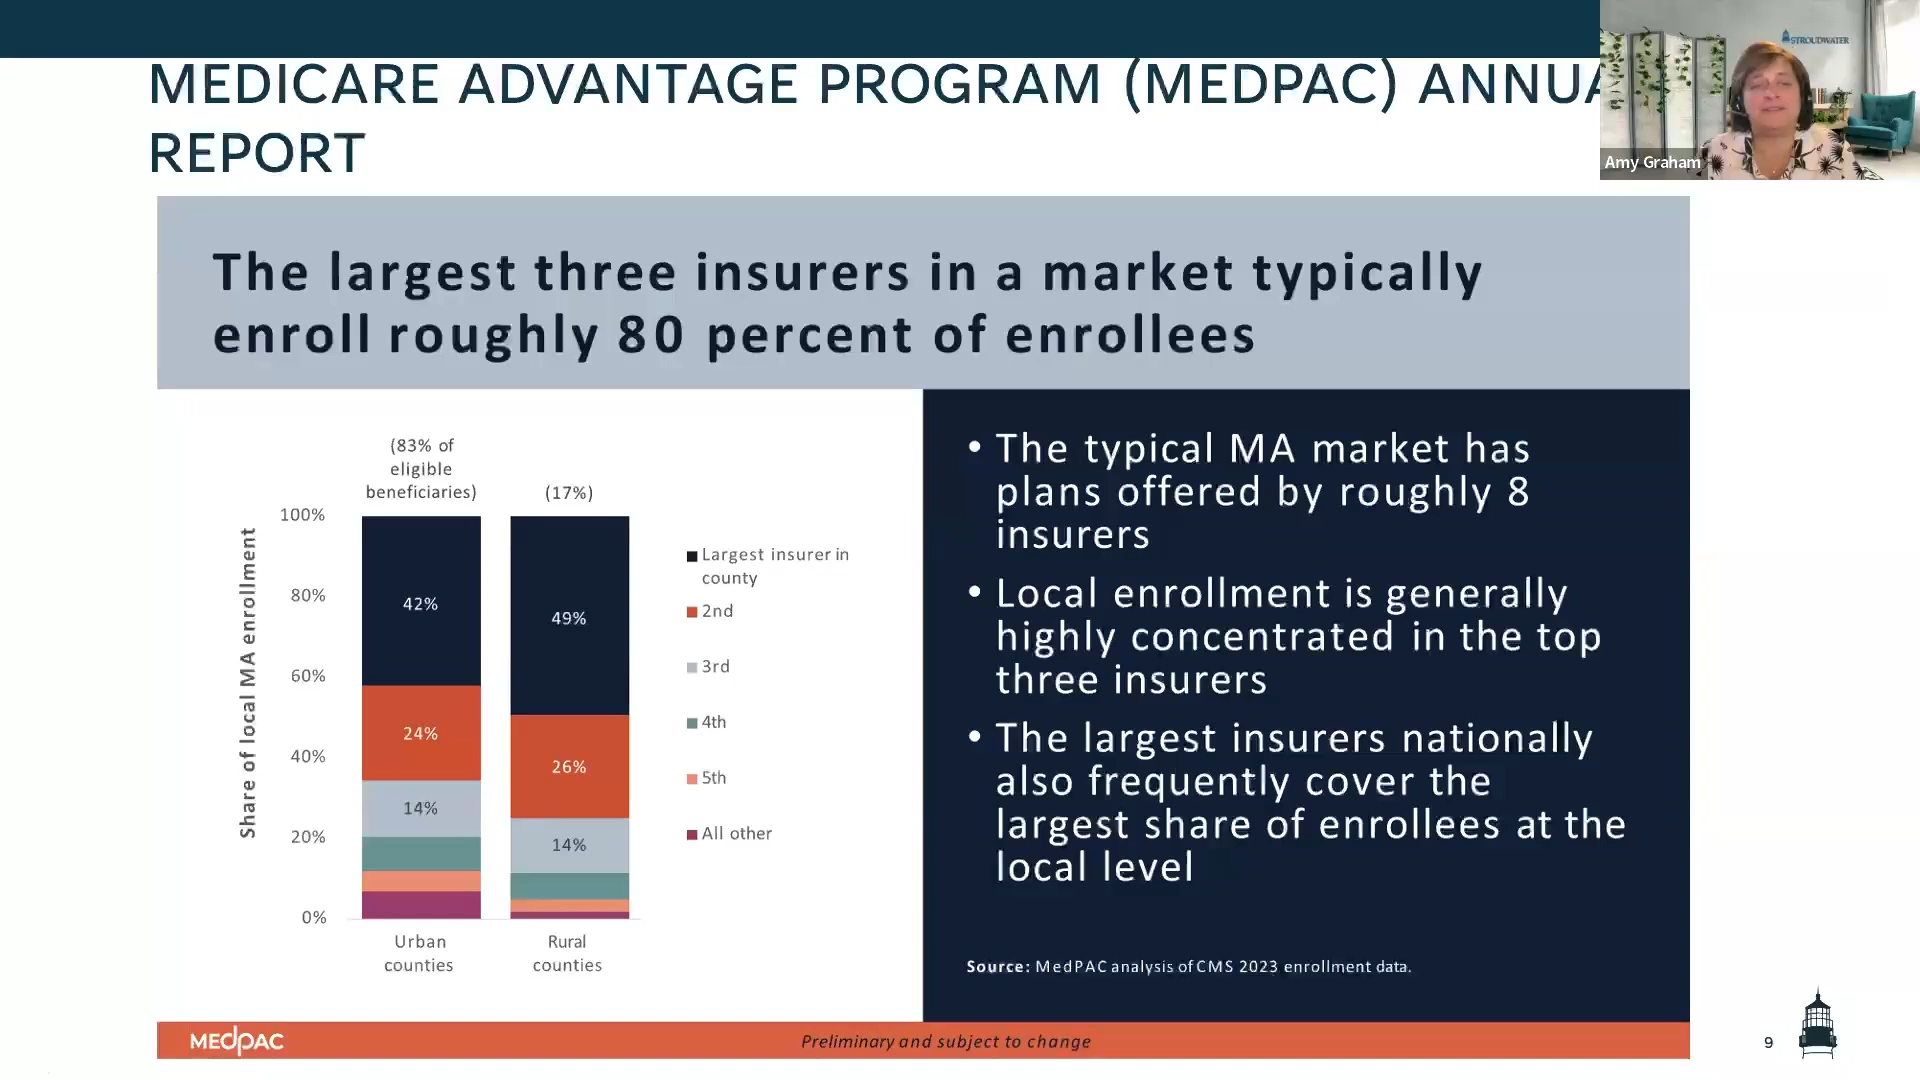 MEDICARE ADVANTAGE PROGRAM (MEDPAC) ANNUA
REPORT
STROUDWATER
Amy Graham
The largest three insurers in a market typically
enroll roughly 80 percent of enrollees
(83% of
eligible
beneficiaries)
(17%)
Share of local MA enrollment
100%
80%
60%
40%
20%
0%
42%
24%
14%
49%
26%
14%
Urban
counties
Rural
counties
Largest insurer in
county
2nd
3rd
4th
5th
All other
• The typical MA market has
plans offered by roughly 8
insurers
• Local enrollment is generally
highly concentrated in the top
three insurers
• The largest insurers nationally
also frequently cover the
largest share of enrollees at the
local level
Source: MedPAC analysis of CMS 2023 enrollment data.
MEDPAC
Preliminary and subject to change
9